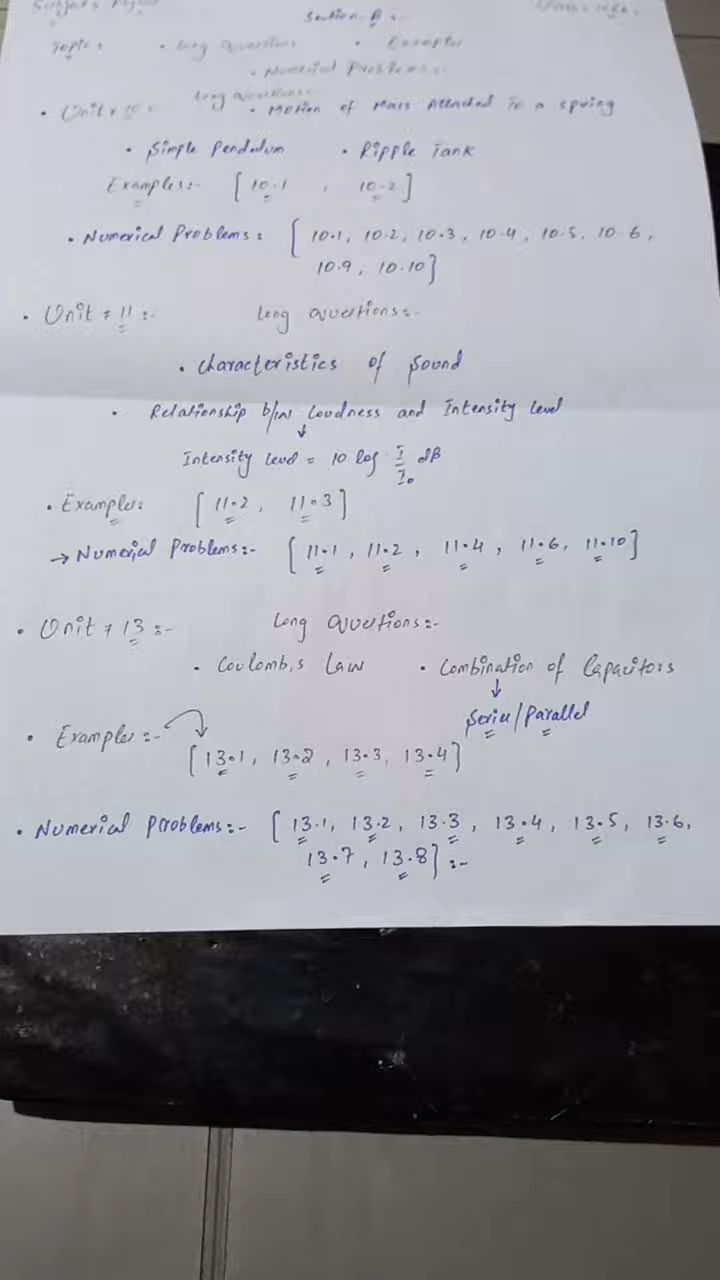 Section B :-
Topic : • Long Questions • Examples
• Numerical Problems :-
Long Questions :-
• Unit # 10 : • Motion of Mass Attached to a spring
• Simple Pendulum • Ripple Tank
Examples :- [ 10.1 , 10.2 ]
• Numerical Problems : [ 10.1, 10.2, 10.3, 10.4, 10.5, 10.6,
10.9, 10.10 ]
• Unit # 11 :- Long Questions :-
• Characteristics of Sound
• Relationship b/w Loudness and Intensity level
↓
Intensity level = 10 log I/I₀ dB
• Examples: [ 11.2, 11.3 ]
→ Numerical Problems :- [ 11.1, 11.2, 11.4, 11.6, 11.10 ]
• Unit # 13 :- Long Questions :-
• Coulomb,s Law • Combination of Capacitors
↓
Series/Parallel
• Examples :-
[ 13.1, 13.2, 13.3, 13.4 ]
• Numerical Problems :- [ 13.1, 13.2, 13.3, 13.4, 13.5, 13.6,
13.7, 13.8 ] :-